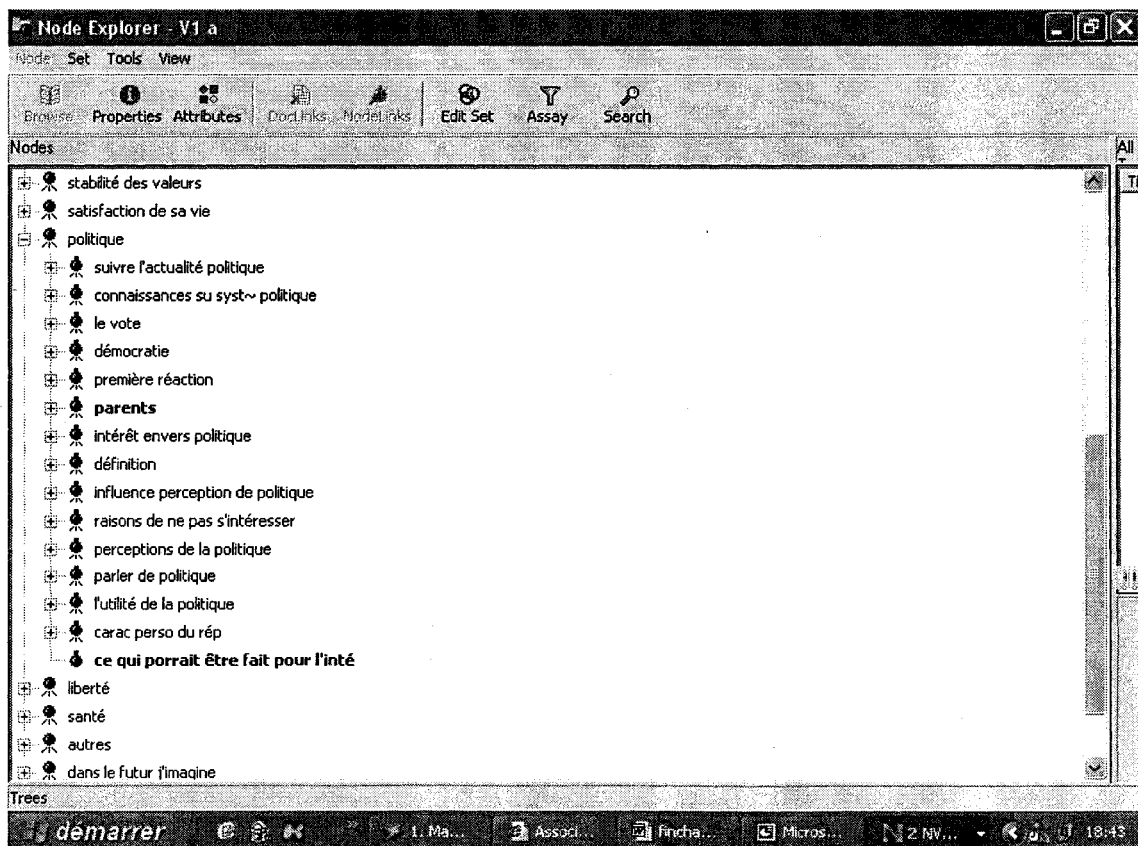 Node Explorer - V1 a
Node Set Tools View
Browse Properties Attributes DocLinks NodeLinks Edit Set Assay Search
Nodes
All
stabilité des valeurs
satisfaction de sa vie
politique
suivre l'actualité politique
connaissances su syst~ politique
le vote
démocratie
première réaction
parents
intérêt envers politique
définition
influence perception de politique
raisons de ne pas s'intéresser
perceptions de la politique
parler de politique
l'utilité de la politique
carac perso du rép
ce qui porrait être fait pour l'inté
liberté
santé
autres
dans le futur j'imagine
Trees
démarrer 1. Ma... Associ... fincha... Micros... 2 NV... 18:43